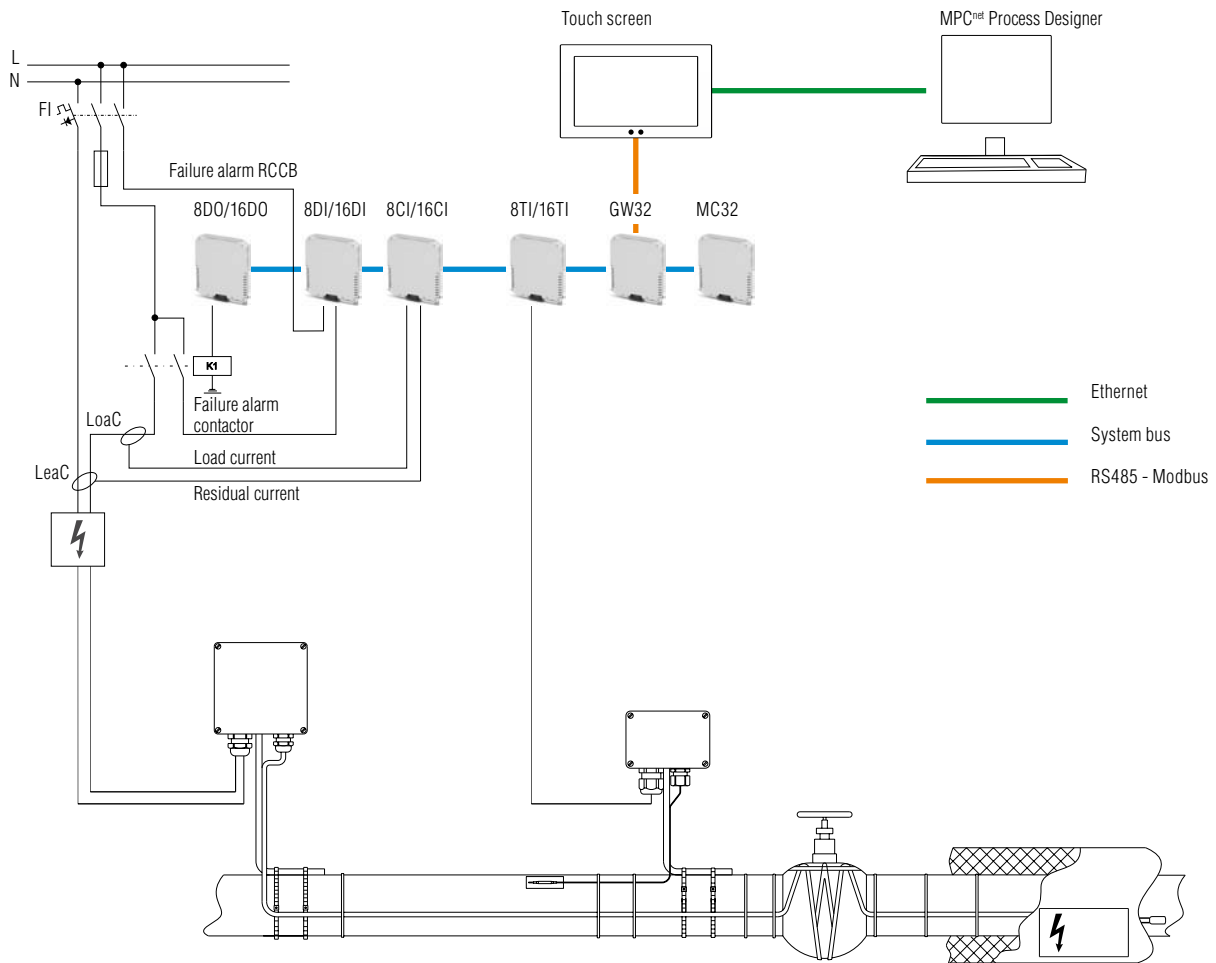 Touch screen
MPCnet Process Designer
L
N
FI
Failure alarm RCCB
8DO/16DO
8DI/16DI
8CI/16CI
8TI/16TI
GW32
MC32
K1
Failure alarm
contactor
LoaC
Load current
LeaC
Residual current
Ethernet
System bus
RS485 - Modbus